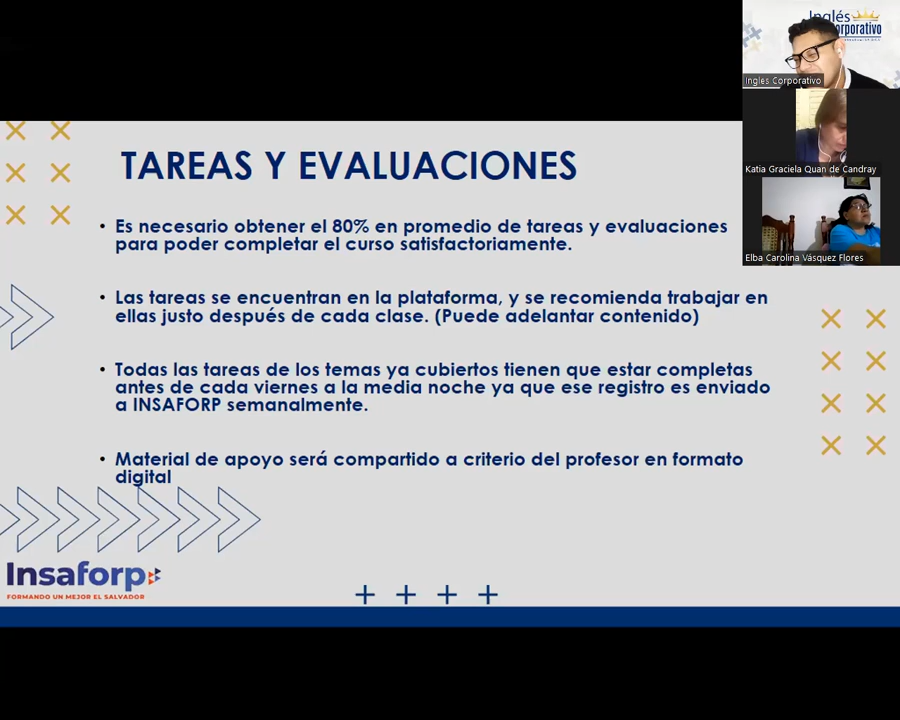 Inglés
Corporativo
Ingles Corporativo
Katia Graciela Quan de Candray
Elba Carolina Vásquez Flores
TAREAS Y EVALUACIONES
• Es necesario obtener el 80% en promedio de tareas y evaluaciones
para poder completar el curso satisfactoriamente.
• Las tareas se encuentran en la plataforma, y se recomienda trabajar en
ellas justo después de cada clase. (Puede adelantar contenido)
• Todas las tareas de los temas ya cubiertos tienen que estar completas
antes de cada viernes a la media noche ya que ese registro es enviado
a INSAFORP semanalmente.
• Material de apoyo será compartido a criterio del profesor en formato
digital
Insaforp
FORMANDO UN MEJOR EL SALVADOR